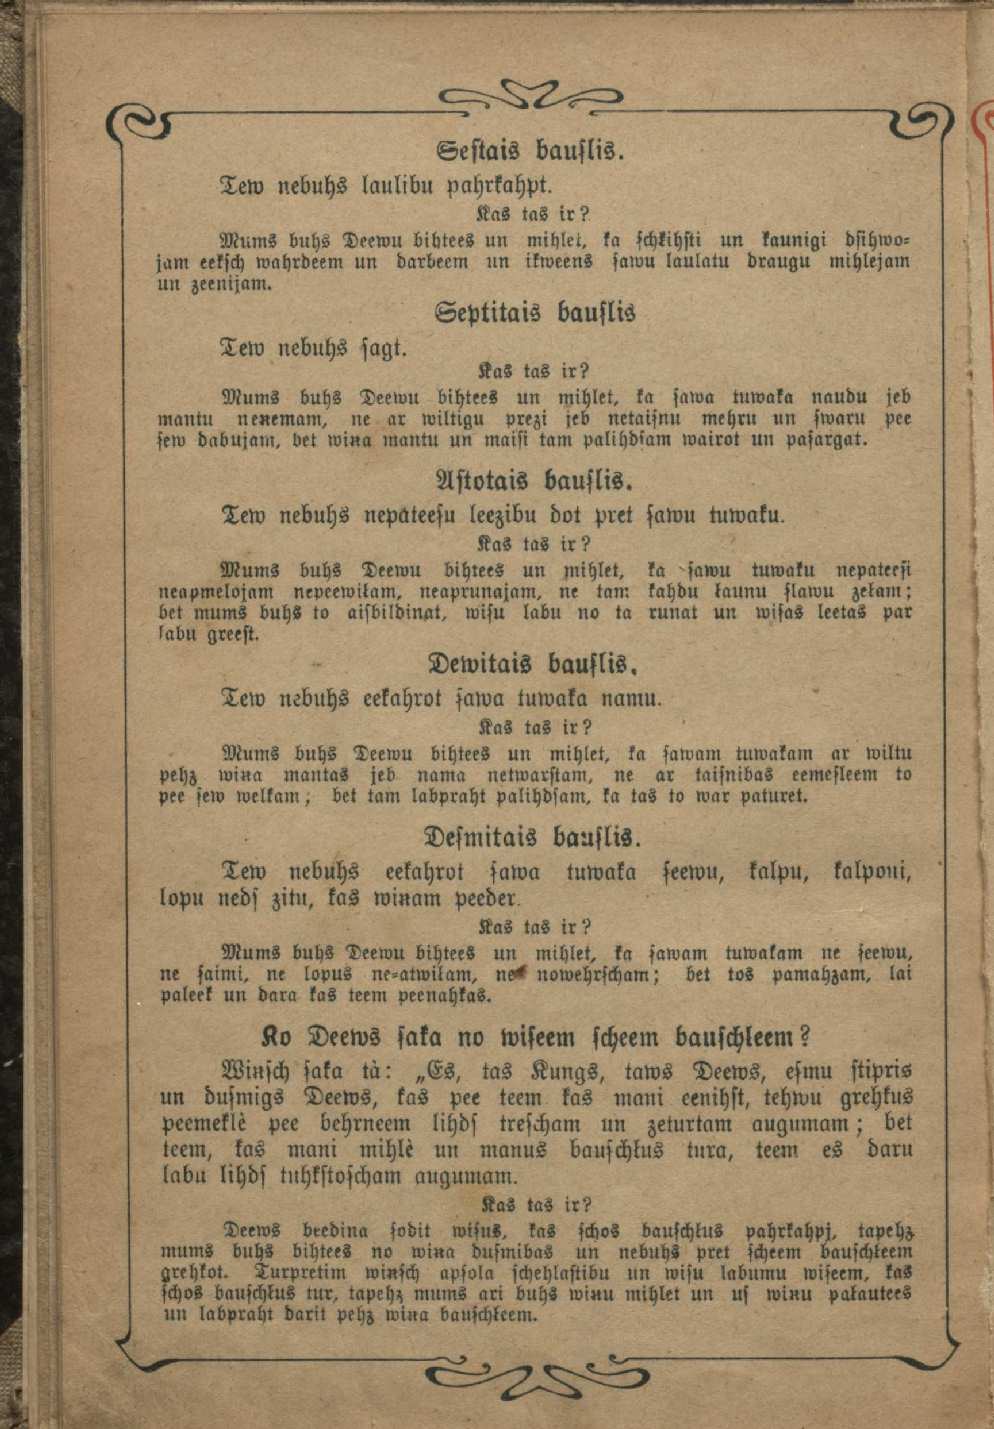 Sestais bauslis.
Tew nebuhs laulibu pahrkahpt.
Kas tas ir?
Mums buhs Deewu bihtees un mihlet, ka schkihsti un kaunigi dsihwo-
jam eeksch wahrdeem un darbeem un ikweens sawu laulatu draugu mihlejam
un zeenijam.
Septitais bauslis
Tew nebuhs sagt.
Kas tas ir?
Mums buhs Deewu bihtees un mihlet, ka sawa tuwaka naudu jeb
mantu neņemam, ne ar wiltigu prezi jeb netaisnu mehru un swaru pee
sew dabujam, bet wiņa mantu un maisi tam palihdsam wairot un pasargat.
Astotais bauslis.
Tew nebuhs nepateesu leezibu dot pret sawu tuwaku.
Kas tas ir?
Mums buhs Deewu bihtees un mihlet, ka sawu tuwaku nepateesi
neapmelojam nepeewiļam, neaprunajam, ne tam kahdu ļaunu slawu zeļam;
bet mums buhs to aisbildinat, wisu labu no ta runat un wisas leetas par
labu greest.
Dewitais bauslis.
Tew nebuhs eekahrot sawa tuwaka namu.
Kas tas ir?
Mums buhs Deewu bihtees un mihlet, ka sawam tuwakam ar wiltu
pehz wiņa mantas jeb nama netwarstam, ne ar taisnibas eemesleem to
pee sew welkam; bet tam labpraht palihdsam, ka tas to war paturet.
Desmitais bauslis.
Tew nebuhs eekahrot sawa tuwaka seewu, kalpu, kalponi,
lopu neds zitu, kas wiņam peeder.
Kas tas ir?
Mums buhs Deewu bihtees un mihlet, ka sawam tuwakam ne seewu,
ne saimi, ne lopus ne-atwiļam, ne nowehrscham; bet tos pamahzam, lai
paleek un dara kas teem peenahkas.
Ko Deews saka no wiseem scheem bauschleem?
Wiņsch saka tà: „Es, tas Kungs, taws Deews, esmu stipris
un dusmigs Deews, kas pee teem kas mani eenihst, tehwu grehkus
peemeklè pee behrneem lihds trescham un zeturtam augumam; bet
teem, kas mani mihlè un manus bauschļus tura, teem es daru
labu lihds tuhkstoscham augumam.
Kas tas ir?
Deews breedina sodit wisus, kas schos bauschļus pahrkahpj, tapehz
mums buhs bihtees no wiņa dusmibas un nebuhs pret scheem bauschļeem
grehkot. Turpretim wiņsch apsola schehlastibu un wisu labumu wiseem, kas
schos bauschļus tur, tapehz mums ari buhs wiņu mihlet un us wiņu paļautees
un labpraht darit pehz wiņa bauschļeem.